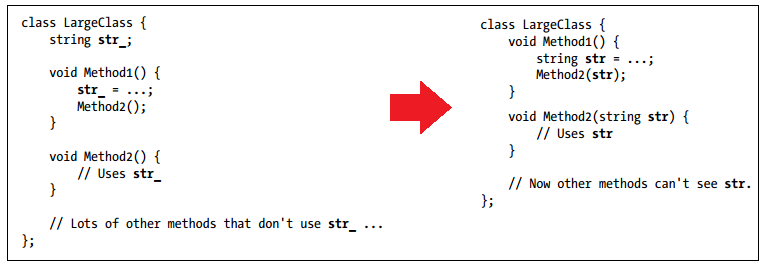 class LargeClass {
string str_;
void Method1() {
str_ = ...;
Method2();
}
void Method2() {
// Uses str_
}
// Lots of other methods that don't use str_ ...
};
class LargeClass {
void Method1() {
string str = ...;
Method2(str);
}
void Method2(string str) {
// Uses str
}
// Now other methods can't see str.
};